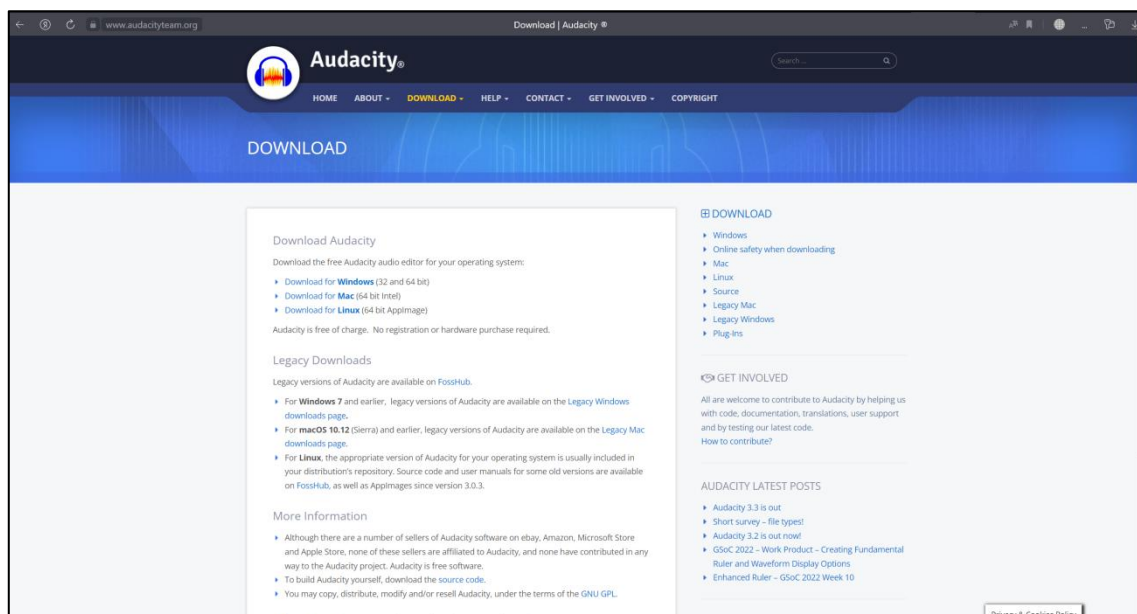 www.audacityteam.org
Download | Audacity ®
Audacity®
Search ...
HOME ABOUT DOWNLOAD HELP CONTACT GET INVOLVED COPYRIGHT
DOWNLOAD
Download Audacity
Download the free Audacity audio editor for your operating system:
Download for Windows (32 and 64 bit)
Download for Mac (64 bit Intel)
Download for Linux (64 bit AppImage)
Audacity is free of charge. No registration or hardware purchase required.
Legacy Downloads
Legacy versions of Audacity are available on FossHub.
For Windows 7 and earlier, legacy versions of Audacity are available on the Legacy Windows
downloads page.
For macOS 10.12 (Sierra) and earlier, legacy versions of Audacity are available on the Legacy Mac
downloads page.
For Linux, the appropriate version of Audacity for your operating system is usually included in
your distribution's repository. Source code and user manuals for some old versions are available
on FossHub, as well as AppImages since version 3.0.3.
More Information
Although there are a number of sellers of Audacity software on ebay, Amazon, Microsoft Store
and Apple Store, none of these sellers are affiliated to Audacity, and none have contributed in any
way to the Audacity project. Audacity is free software.
To build Audacity yourself, download the source code.
You may copy, distribute, modify and/or resell Audacity, under the terms of the GNU GPL.
DOWNLOAD
Windows
Online safety when downloading
Mac
Linux
Source
Legacy Mac
Legacy Windows
Plug-Ins
GET INVOLVED
All are welcome to contribute to Audacity by helping us
with code, documentation, translations, user support
and by testing our latest code.
How to contribute?
AUDACITY LATEST POSTS
Audacity 3.3 is out
Short survey – file types!
Audacity 3.2 is out now!
GSoC 2022 – Work Product – Creating Fundamental
Ruler and Waveform Display Options
Enhanced Ruler – GSoC 2022 Week 10
Privacy & Cookies Policy